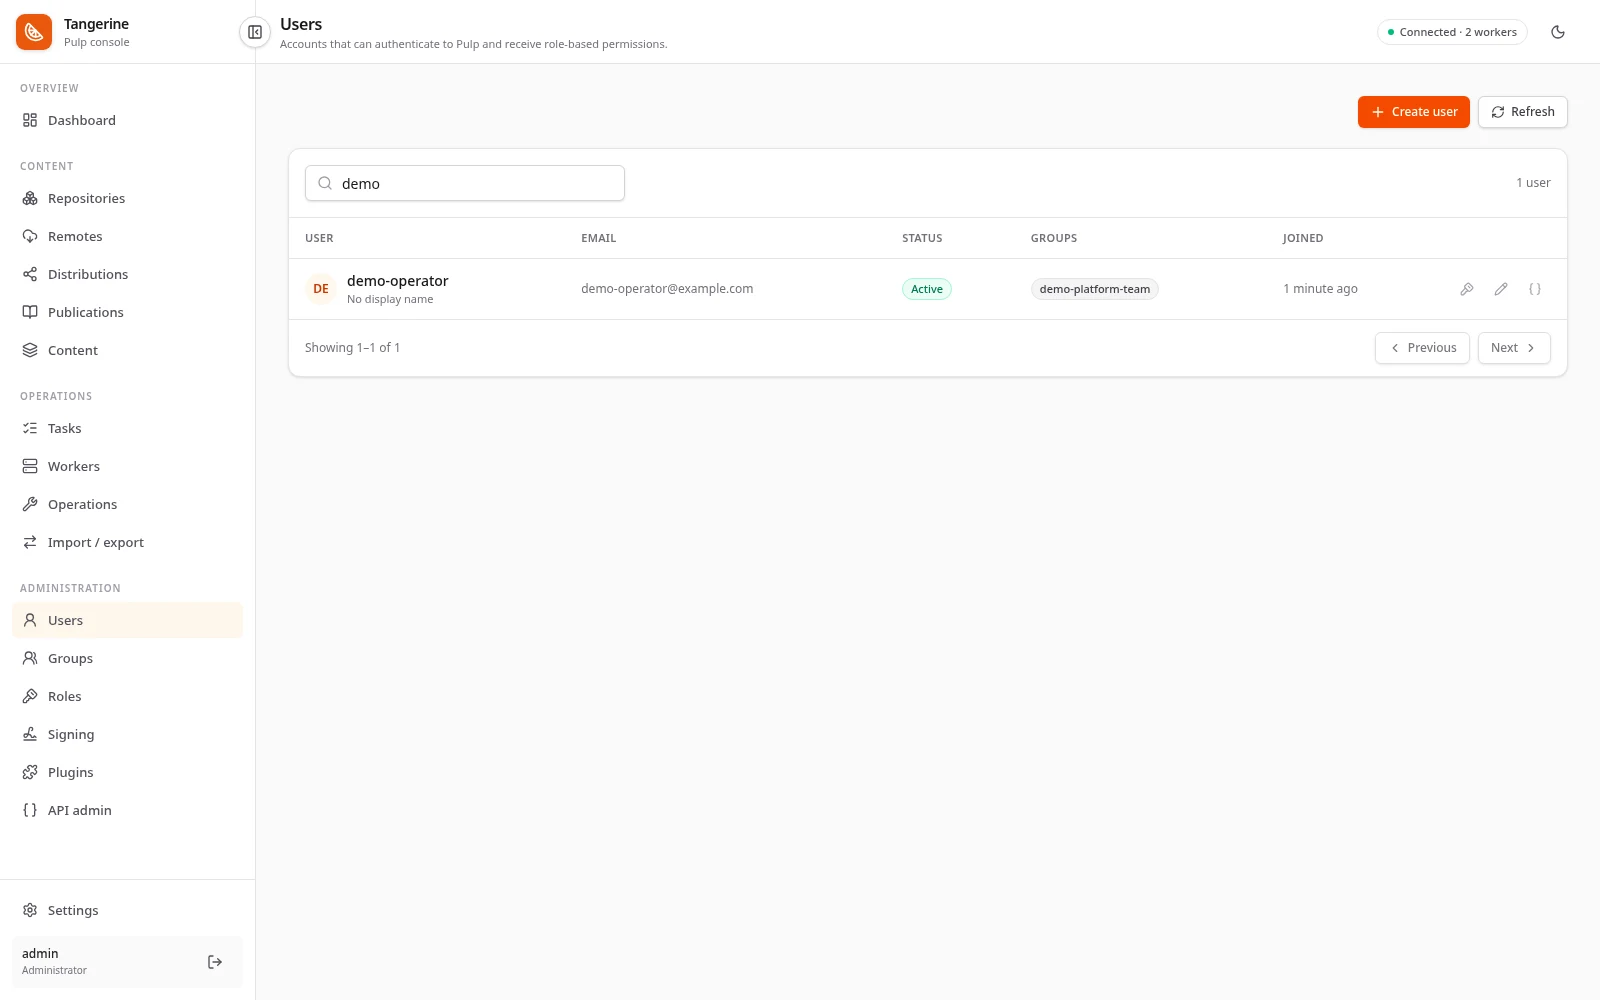 Tangerine
Pulp console
OVERVIEW
Dashboard
CONTENT
Repositories
Remotes
Distributions
Publications
Content
OPERATIONS
Tasks
Workers
Operations
Import / export
ADMINISTRATION
Users
Groups
Roles
Signing
Plugins
API admin
Settings
admin
Administrator
Users
Accounts that can authenticate to Pulp and receive role-based permissions.
Connected · 2 workers
Create user
Refresh
demo
1 user
USER EMAIL STATUS GROUPS JOINED
DE
demo-operator
No display name
demo-operator@example.com
Active
demo-platform-team
1 minute ago
Showing 1–1 of 1
Previous
Next